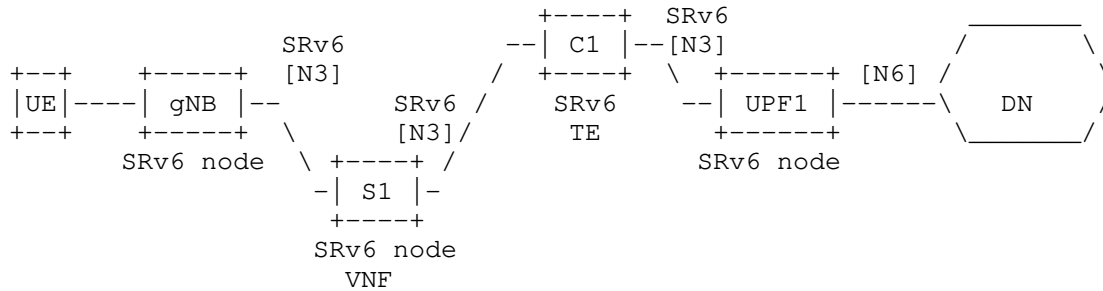 SRv6
SRv6 C1 [N3]
[N3] [N6]
UE gNB SRv6 SRv6 UPF1 DN
[N3] TE
SRv6 node SRv6 node
S1
SRv6 node
VNF